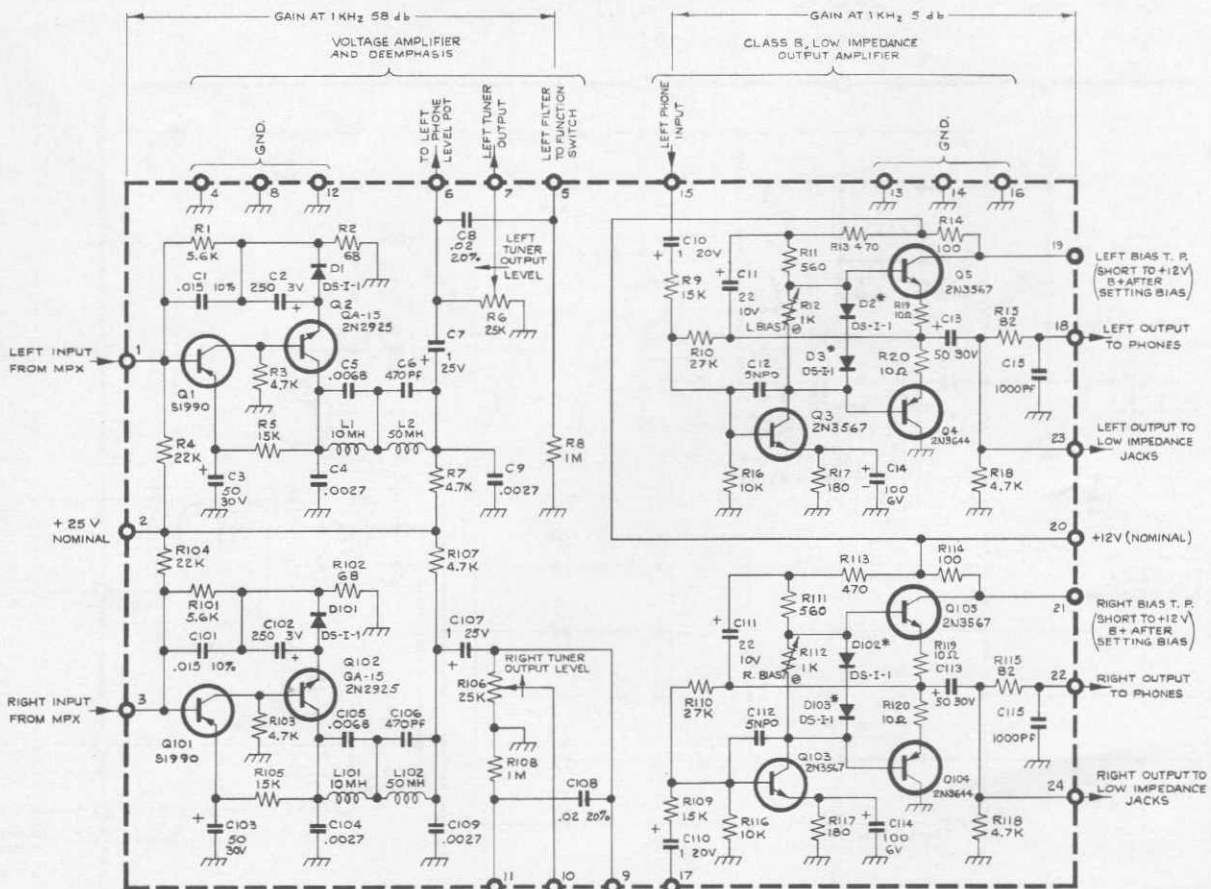 GAIN AT 1 KHz 58 db
GAIN AT 1 KHz 5 db
VOLTAGE AMPLIFIER
AND DEEMPHASIS
CLASS B, LOW IMPEDANCE
OUTPUT AMPLIFIER
GND.
TO LEFT
PHONE
LEVEL POT
LEFT TUNER
OUTPUT
LEFT FILTER
TO FUNCTION
SWITCH
LEFT PHONE
INPUT
GND.
4
8
12
6
7
5
15
13
14
16
R1
5.6K
R2
68
C1
.015 10%
C2
250 3V
D1
DS-I-1
Q2
QA-15
2N2925
C8
.02
20%
LEFT
TUNER
OUTPUT
LEVEL
R6
25K
C7
1
25V
LEFT INPUT
FROM MPX
1
Q1
S1990
R3
4.7K
C5
.0068
C6
470PF
R4
22K
R5
15K
L1
10MH
L2
50MH
C3
50
30V
C4
.0027
R7
4.7K
C9
.0027
R8
1M
C10
1 20V
R9
15K
C11
22
10V
R10
27K
R11
560
R12
1K
L.BIAS
R13 470
R14
100
D2*
DS-I-1
D3*
DS-I-1
Q5
2N3567
R19
10Ω
C13
50 30V
R15
82
C15
1000PF
R20
10Ω
C12
5NPO
Q3
2N3567
Q4
2N3644
R16
10K
R17
180
C14
100
6V
R18
4.7K
19
LEFT BIAS T. P.
(SHORT TO +12V
B+ AFTER
SETTING BIAS)
18
LEFT OUTPUT
TO PHONES
23
LEFT OUTPUT TO
LOW IMPEDANCE
JACKS
+ 25 V
NOMINAL
2
20
+12V (NOMINAL)
R104
22K
R101
5.6K
R102
68
C101
.015 10%
C102
250 3V
D101
DS-I-1
Q102
QA-15
2N2925
R107
4.7K
C107
1 25V
RIGHT TUNER
OUTPUT LEVEL
R106
25K
RIGHT INPUT
FROM MPX
3
Q101
S1990
R103
4.7K
C105
.0068
C106
470PF
R105
15K
L101
10MH
L102
50MH
C103
50
30V
C104
.0027
C109
.0027
R108
1M
C108
.02 20%
R113
470
R114
100
R111
560
C111
22
10V
R112
1K
R. BIAS
D102*
DS-I-1
D103*
DS-I-1
Q105
2N3567
R119
10Ω
C113
50 30V
R115
82
C115
1000PF
R120
10Ω
R110
27K
C112
5NPO
Q103
2N3567
Q104
2N3644
R109
15K
C110
1 20V
R116
10K
R117
180
C114
100
6V
R118
4.7K
21
RIGHT BIAS T. P.
(SHORT TO +12V
B+ AFTER
SETTING BIAS)
22
RIGHT OUTPUT
TO PHONES
24
RIGHT OUTPUT TO
LOW IMPEDANCE
JACKS
11
10
9
17